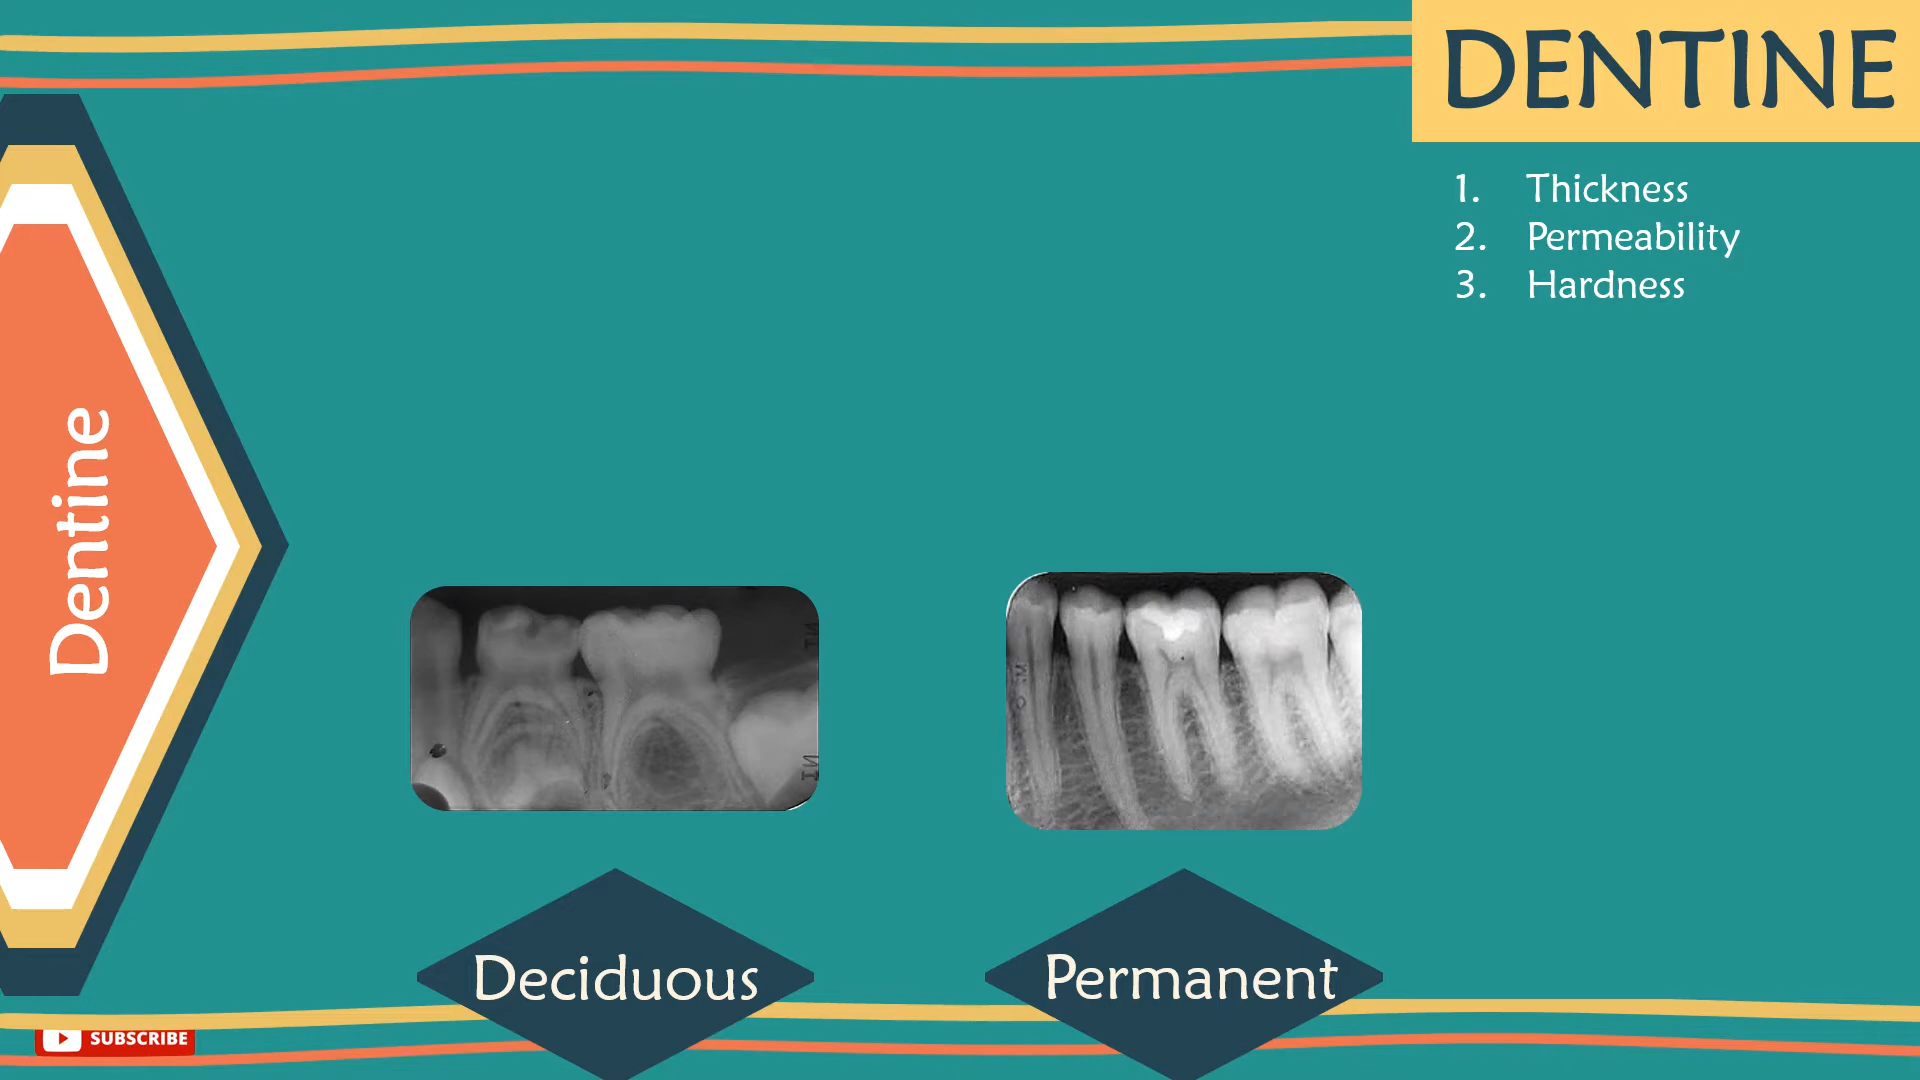 DENTINE
1. Thickness
2. Permeability
3. Hardness
Dentine
Deciduous
Permanent
SUBSCRIBE